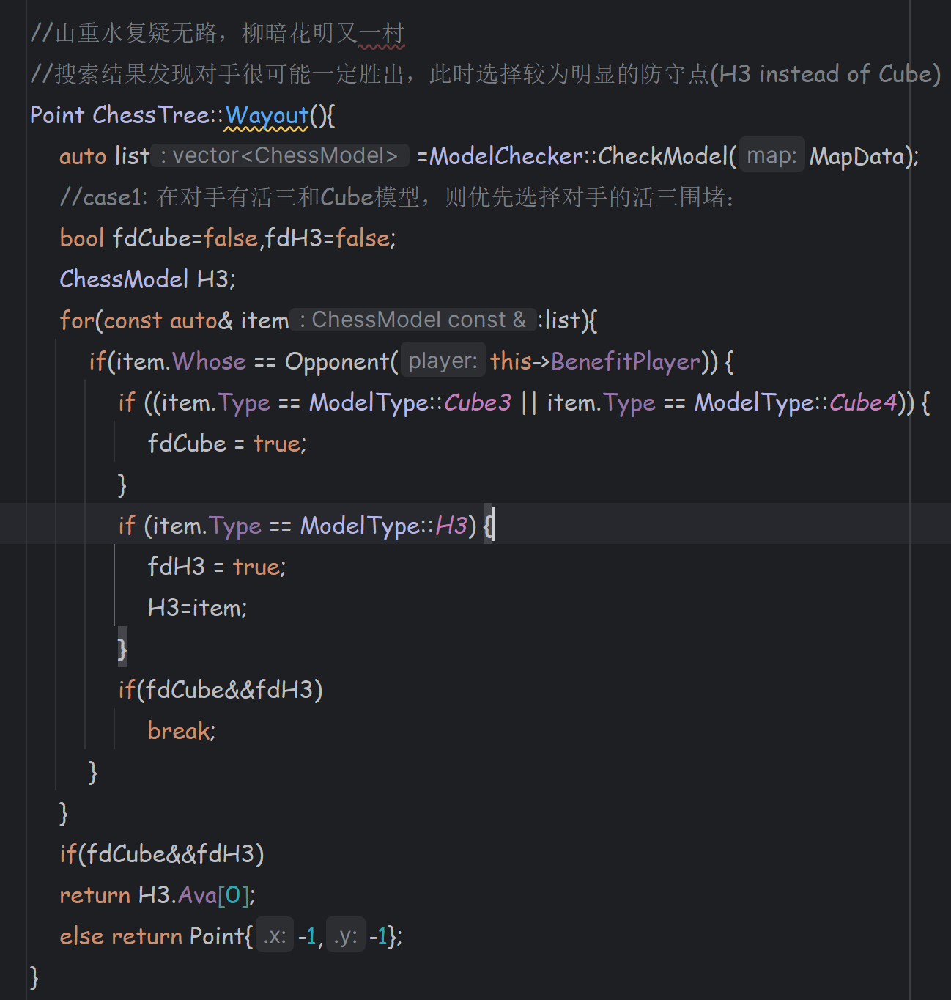 //山重水复疑无路，柳暗花明又一村
//搜索结果发现对手很可能一定胜出，此时选择较为明显的防守点(H3 instead of Cube)
Point ChessTree::Wayout(){
auto list : vector<ChessModel> =ModelChecker::CheckModel( map: MapData);
//case1: 在对手有活三和Cube模型，则优先选择对手的活三围堵：
bool fdCube=false,fdH3=false;
ChessModel H3;
for(const auto& item : ChessModel const & :list){
if(item.Whose == Opponent( player: this->BenefitPlayer)) {
if ((item.Type == ModelType::Cube3 || item.Type == ModelType::Cube4)) {
fdCube = true;
}
if (item.Type == ModelType::H3) {
fdH3 = true;
H3=item;
}
if(fdCube&&fdH3)
break;
}
}
if(fdCube&&fdH3)
return H3.Ava[0];
else return Point{ .x: -1, .y: -1};
}